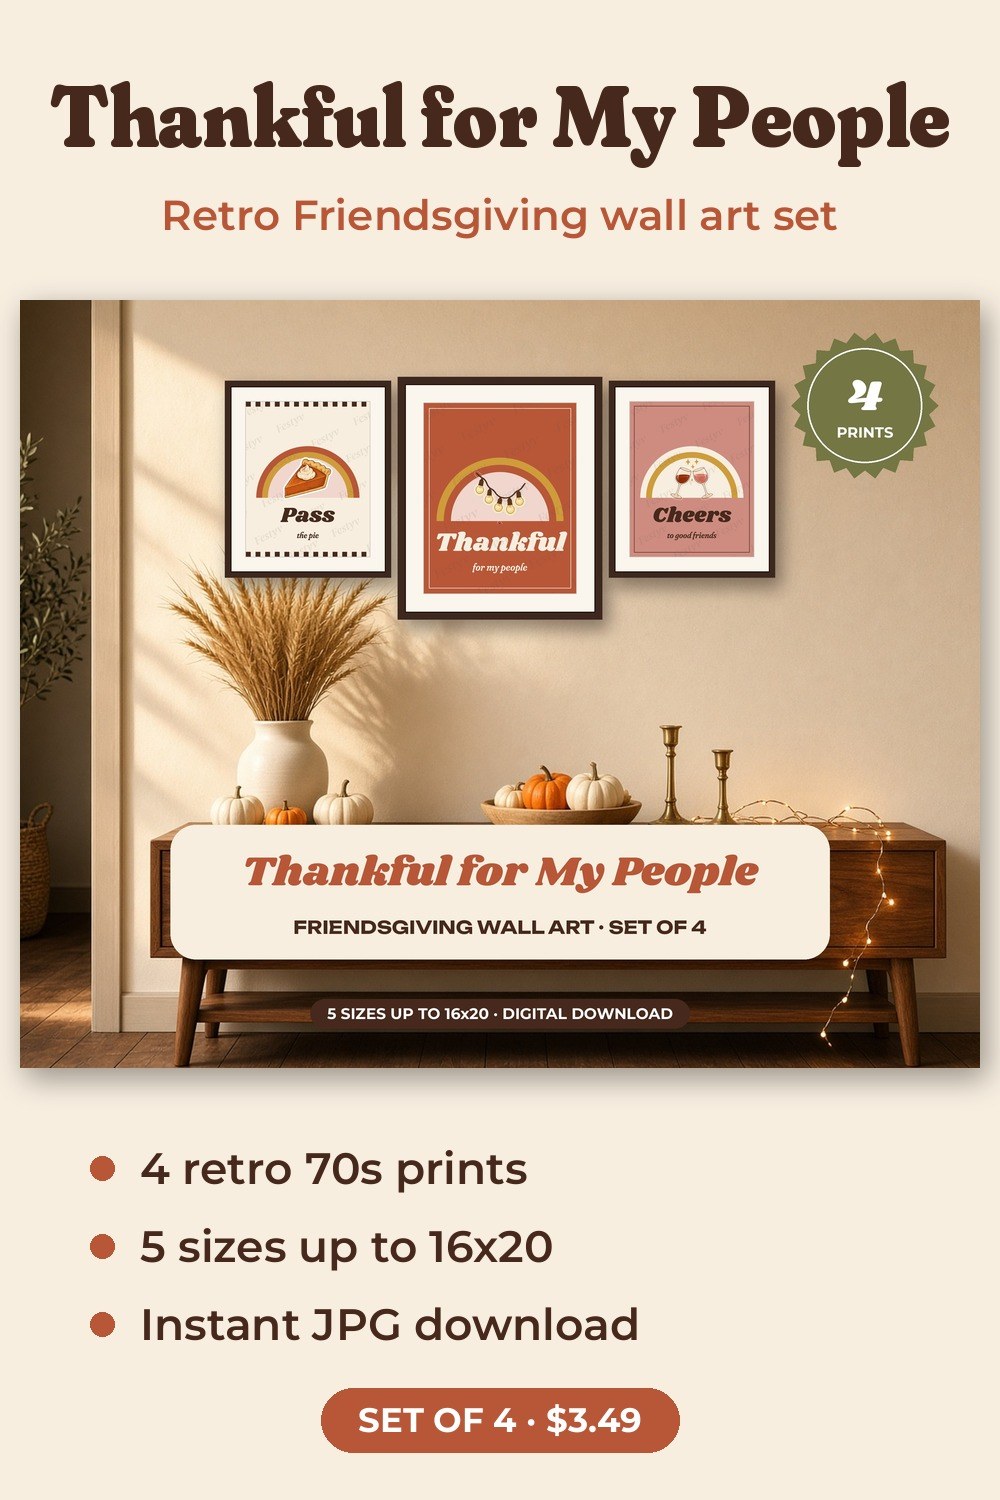 Thankful for My People
Retro Friendsgiving wall art set
4
PRINTS
Pass
the pie
Thankful
for my people
Cheers
to good friends
Festyv
Thankful for My People
FRIENDSGIVING WALL ART · SET OF 4
5 SIZES UP TO 16x20 · DIGITAL DOWNLOAD
4 retro 70s prints
5 sizes up to 16x20
Instant JPG download
SET OF 4 · $3.49